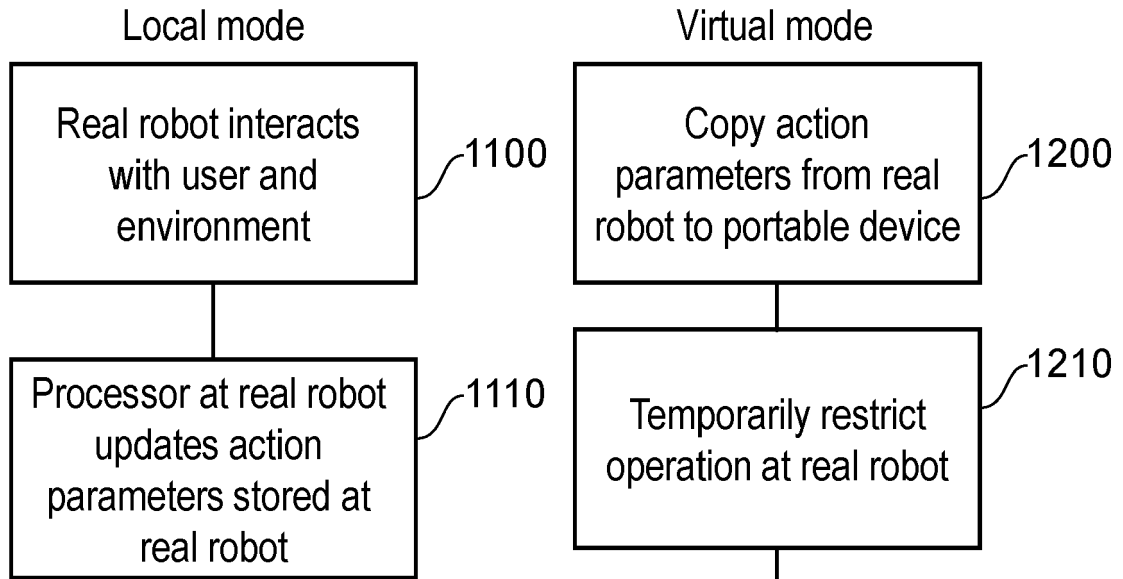 Local mode
Real robot interacts
with user and
environment
1100
Processor at real robot
updates action
parameters stored at
real robot
1110
Virtual mode
Copy action
parameters from real
robot to portable device
1200
Temporarily restrict
operation at real robot
1210